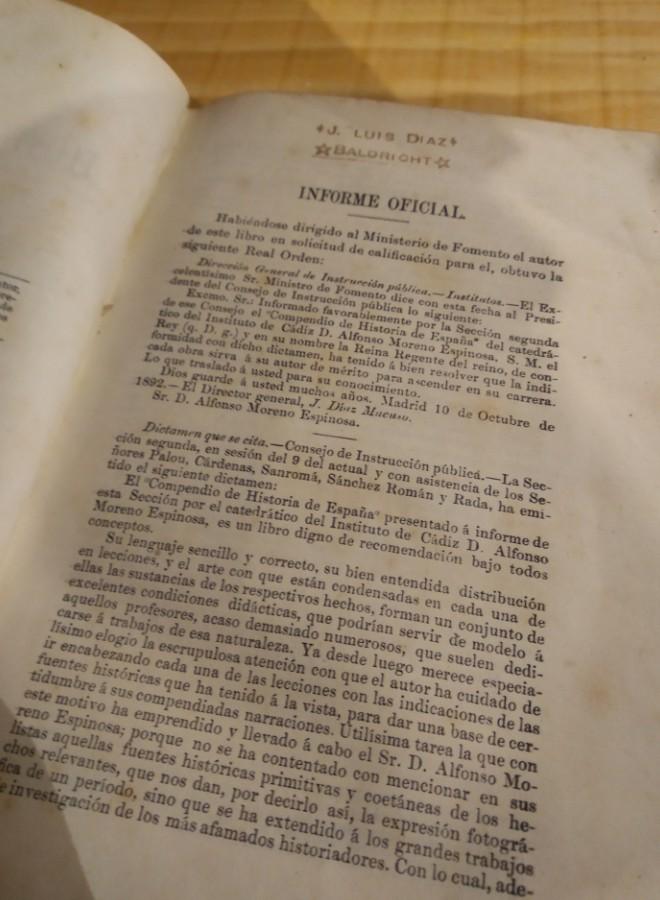 J. LUIS DIAZ
BALDRICHT
INFORME OFICIAL.
Habiéndose dirigido al Ministerio de Fomento el autor
de este libro en solicitud de calificación para el, obtuvo la
siguiente Real Orden:
Dirección General de Instrucción pública.—Institutos.—El Ex-
celentísimo Sr. Ministro de Fomento dice con esta fecha al Presi-
dente del Consejo de Instrucción pública lo siguiente:
Excmo. Sr.: Informado favorablemente por la Sección segunda
de ese Consejo el "Compendio de Historia de España" del catedrá-
tico del Instituto de Cádiz D. Alfonso Moreno Espinosa, S. M. el
Rey (q. D. g.) y en su nombre la Reina Regente del reino, de con-
formidad con dicho dictamen, ha tenido á bien resolver que la indi-
cada obra sirva á su autor de mérito para ascender en su carrera.
Lo que traslado á usted para su conocimiento.
Dios guarde á usted muchos años. Madrid 10 de Octubre de
1892.—El Director general, J. Díaz Macuso.
Sr. D. Alfonso Moreno Espinosa.
Dictamen que se cita.—Consejo de Instrucción pública.—La Sec-
ción segunda, en sesión del 9 del actual y con asistencia de los Se-
ñores Palou, Cárdenas, Sanromá, Sánchez Román y Rada, ha emi-
tido el siguiente dictamen:
El "Compendio de Historia de España" presentado á informe de
esta Sección por el catedrático del Instituto de Cádiz D. Alfonso
Moreno Espinosa, es un libro digno de recomendación bajo todos
conceptos.
Su lenguaje sencillo y correcto, su bien entendida distribución
en lecciones, y el arte con que están condensadas en cada una de
ellas las sustancias de los respectivos hechos, forman un conjunto de
excelentes condiciones didácticas, que podrían servir de modelo á
aquellos profesores, acaso demasiado numerosos, que suelen dedi-
carse á trabajos de esa naturaleza. Ya desde luego merece especia-
lísimo elogio la escrupulosa atención con que el autor ha cuidado de
ir encabezando cada una de las lecciones con las indicaciones de las
fuentes históricas que ha tenido á la vista, para dar una base de cer-
tidumbre á sus compendiadas narraciones. Utilísima tarea la que con
este motivo ha emprendido y llevado á cabo el Sr. D. Alfonso Mo-
reno Espinosa; porque no se ha contentado con mencionar en sus
listas aquellas fuentes históricas primitivas y coetáneas de los he-
chos relevantes, que nos dan, por decirlo así, la expresión fotográ-
fica de un período, sino que se ha extendido á los grandes trabajos
de investigación de los más afamados historiadores. Con lo cual, ade-